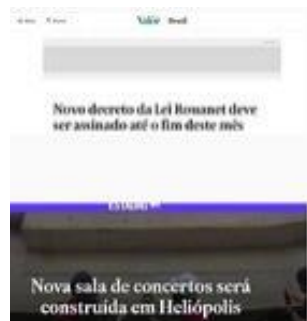 Valor Brasil
Novo decreto da Lei Rouanet deve
ser assinado até o fim deste mês
Nova sala de concertos será
construída em Heliópolis